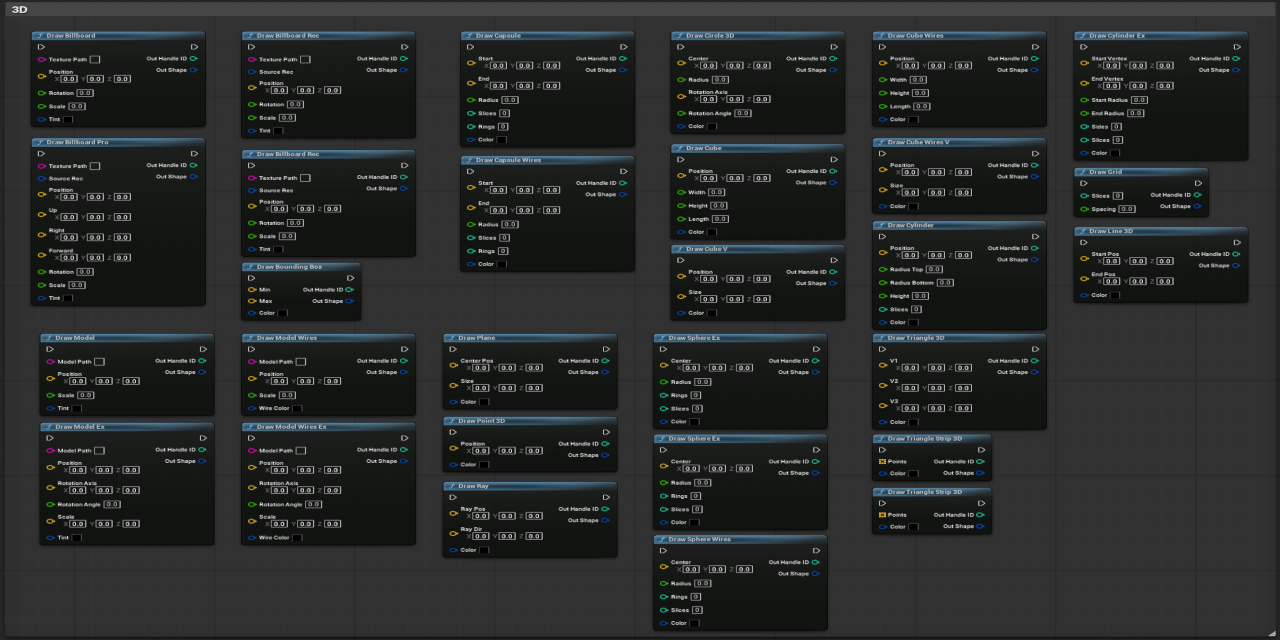 3D
Draw Billboard
Texture Path Out Handle ID
Position Out Shape
X 0.0 Y 0.0 Z 0.0
Rotation 0.0
Scale 0.0
Tint
Draw Billboard Pro
Texture Path Out Handle ID
Source Rec Out Shape
Position
X 0.0 Y 0.0 Z 0.0
Up
X 0.0 Y 0.0 Z 0.0
Right
X 0.0 Y 0.0 Z 0.0
Forward
X 0.0 Y 0.0 Z 0.0
Rotation 0.0
Scale 0.0
Tint
Draw Billboard Rec
Texture Path Out Handle ID
Source Rec Out Shape
Position
X 0.0 Y 0.0 Z 0.0
Rotation 0.0
Scale 0.0
Tint
Draw Billboard Rec
Texture Path Out Handle ID
Source Rec Out Shape
Position
X 0.0 Y 0.0 Z 0.0
Rotation 0.0
Scale 0.0
Tint
Draw Bounding Box
Min Out Handle ID
Max Out Shape
Color
Draw Capsule
Start Out Handle ID
X 0.0 Y 0.0 Z 0.0 Out Shape
End
X 0.0 Y 0.0 Z 0.0
Radius 0.0
Slices 0
Rings 0
Color
Draw Capsule Wires
Start Out Handle ID
X 0.0 Y 0.0 Z 0.0 Out Shape
End
X 0.0 Y 0.0 Z 0.0
Radius 0.0
Slices 0
Rings 0
Color
Draw Circle 3D
Center Out Handle ID
X 0.0 Y 0.0 Z 0.0 Out Shape
Radius 0.0
Rotation Axis
X 0.0 Y 0.0 Z 0.0
Rotation Angle 0.0
Color
Draw Cube
Position Out Handle ID
X 0.0 Y 0.0 Z 0.0 Out Shape
Width 0.0
Height 0.0
Length 0.0
Color
Draw Cube V
Position Out Handle ID
X 0.0 Y 0.0 Z 0.0 Out Shape
Size
X 0.0 Y 0.0 Z 0.0
Color
Draw Cube Wires
Position Out Handle ID
X 0.0 Y 0.0 Z 0.0 Out Shape
Width 0.0
Height 0.0
Length 0.0
Color
Draw Cube Wires V
Position Out Handle ID
X 0.0 Y 0.0 Z 0.0 Out Shape
Size
X 0.0 Y 0.0 Z 0.0
Color
Draw Cylinder
Position Out Handle ID
X 0.0 Y 0.0 Z 0.0 Out Shape
Radius Top 0.0
Radius Bottom 0.0
Height 0.0
Slices 0
Color
Draw Cylinder Ex
Start Vertex Out Handle ID
X 0.0 Y 0.0 Z 0.0 Out Shape
End Vertex
X 0.0 Y 0.0 Z 0.0
Start Radius 0.0
End Radius 0.0
Sides 0
Slices 0
Color
Draw Grid
Slices 0 Out Handle ID
Spacing 0.0 Out Shape
Draw Line 3D
Start Pos Out Handle ID
X 0.0 Y 0.0 Z 0.0 Out Shape
End Pos
X 0.0 Y 0.0 Z 0.0
Color
Draw Model
Model Path Out Handle ID
Position Out Shape
X 0.0 Y 0.0 Z 0.0
Scale 0.0
Tint
Draw Model Ex
Model Path Out Handle ID
Position Out Shape
X 0.0 Y 0.0 Z 0.0
Rotation Axis
X 0.0 Y 0.0 Z 0.0
Rotation Angle 0.0
Scale
X 0.0 Y 0.0 Z 0.0
Tint
Draw Model Wires
Model Path Out Handle ID
Position Out Shape
X 0.0 Y 0.0 Z 0.0
Scale 0.0
Wire Color
Draw Model Wires Ex
Model Path Out Handle ID
Position Out Shape
X 0.0 Y 0.0 Z 0.0
Rotation Axis
X 0.0 Y 0.0 Z 0.0
Rotation Angle 0.0
Scale
X 0.0 Y 0.0 Z 0.0
Wire Color
Draw Plane
Center Pos Out Handle ID
X 0.0 Y 0.0 Z 0.0 Out Shape
Size
X 0.0 Y 0.0 Z 0.0
Color
Draw Point 3D
Position Out Handle ID
X 0.0 Y 0.0 Z 0.0 Out Shape
Color
Draw Ray
Ray Pos Out Handle ID
X 0.0 Y 0.0 Z 0.0 Out Shape
Ray Dir
X 0.0 Y 0.0 Z 0.0
Color
Draw Sphere Ex
Center Out Handle ID
X 0.0 Y 0.0 Z 0.0 Out Shape
Radius 0.0
Rings 0
Slices 0
Color
Draw Sphere Ex
Center Out Handle ID
X 0.0 Y 0.0 Z 0.0 Out Shape
Radius 0.0
Rings 0
Slices 0
Color
Draw Sphere Wires
Center Out Handle ID
X 0.0 Y 0.0 Z 0.0 Out Shape
Radius 0.0
Rings 0
Slices 0
Color
Draw Triangle 3D
V1 Out Handle ID
X 0.0 Y 0.0 Z 0.0 Out Shape
V2
X 0.0 Y 0.0 Z 0.0
V3
X 0.0 Y 0.0 Z 0.0
Color
Draw Triangle Strip 3D
Points Out Handle ID
Color Out Shape
Draw Triangle Strip 3D
Points Out Handle ID
Color Out Shape